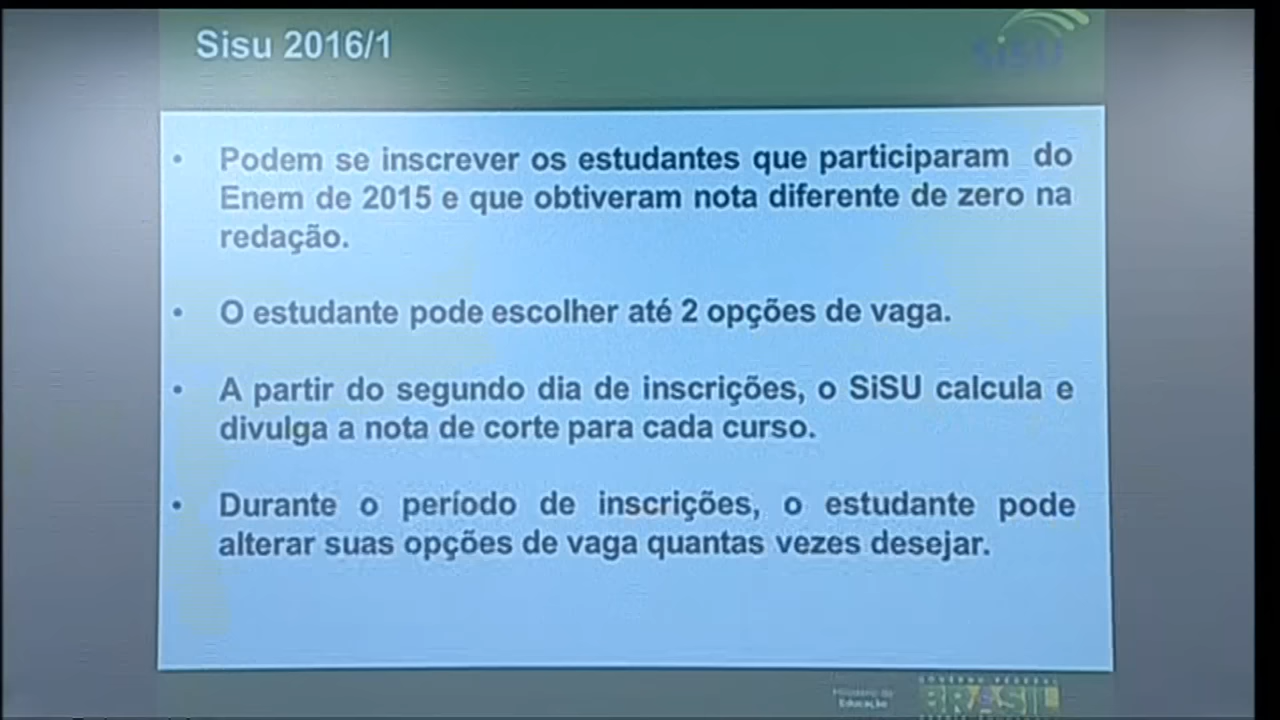 Sisu 2016/1
SiSU
• Podem se inscrever os estudantes que participaram do
Enem de 2015 e que obtiveram nota diferente de zero na
redação.
• O estudante pode escolher até 2 opções de vaga.
• A partir do segundo dia de inscrições, o SiSU calcula e
divulga a nota de corte para cada curso.
• Durante o período de inscrições, o estudante pode
alterar suas opções de vaga quantas vezes desejar.
Ministério da
Educação
GOVERNO FEDERAL
BRASIL